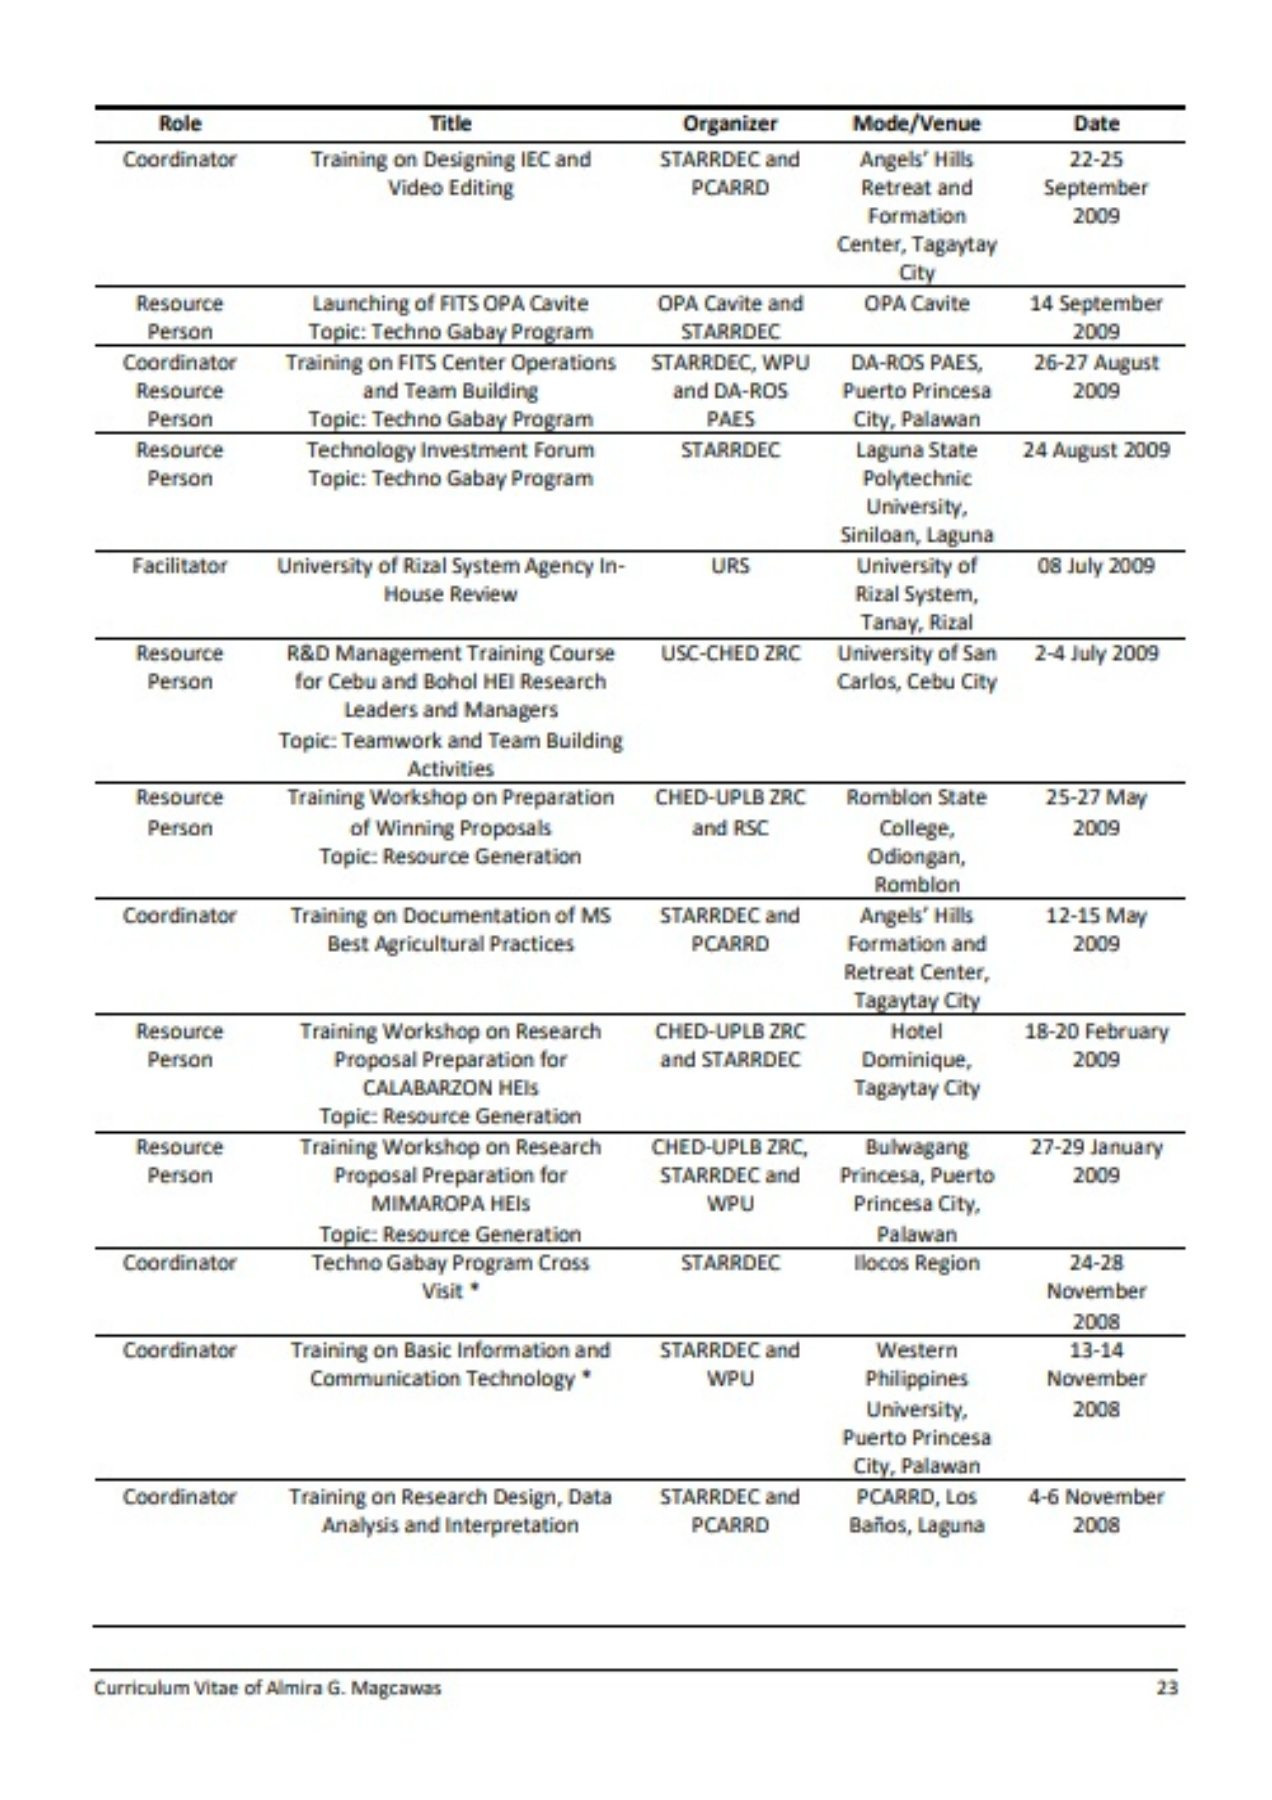 Role Title Organizer Mode/Venue Date
Coordinator Training on Designing IEC and STARRDEC and Angels' Hills 22-25
Video Editing PCARRD Retreat and September
Formation 2009
Center, Tagaytay
City
Resource Launching of FITS OPA Cavite OPA Cavite and OPA Cavite 14 September
Person Topic: Techno Gabay Program STARRDEC 2009
Coordinator Training on FITS Center Operations STARRDEC, WPU DA-ROS PAES, 26-27 August
Resource and Team Building and DA-ROS Puerto Princesa 2009
Person Topic: Techno Gabay Program PAES City, Palawan
Resource Technology Investment Forum STARRDEC Laguna State 24 August 2009
Person Topic: Techno Gabay Program Polytechnic
University,
Siniloan, Laguna
Facilitator University of Rizal System Agency In- URS University of 08 July 2009
House Review Rizal System,
Tanay, Rizal
Resource R&D Management Training Course USC-CHED ZRC University of San 2-4 July 2009
Person for Cebu and Bohol HEI Research Carlos, Cebu City
Leaders and Managers
Topic: Teamwork and Team Building
Activities
Resource Training Workshop on Preparation CHED-UPLB ZRC Romblon State 25-27 May
Person of Winning Proposals and RSC College, 2009
Topic: Resource Generation Odiongan,
Romblon
Coordinator Training on Documentation of MS STARRDEC and Angels' Hills 12-15 May
Best Agricultural Practices PCARRD Formation and 2009
Retreat Center,
Tagaytay City
Resource Training Workshop on Research CHED-UPLB ZRC Hotel 18-20 February
Person Proposal Preparation for and STARRDEC Dominique, 2009
CALABARZON HEIs Tagaytay City
Topic: Resource Generation
Resource Training Workshop on Research CHED-UPLB ZRC, Bulwagang 27-29 January
Person Proposal Preparation for STARRDEC and Princesa, Puerto 2009
MIMAROPA HEIs WPU Princesa City,
Topic: Resource Generation Palawan
Coordinator Techno Gabay Program Cross STARRDEC Ilocos Region 24-28
Visit * November
2008
Coordinator Training on Basic Information and STARRDEC and Western 13-14
Communication Technology * WPU Philippines November
University, 2008
Puerto Princesa
City, Palawan
Coordinator Training on Research Design, Data STARRDEC and PCARRD, Los 4-6 November
Analysis and Interpretation PCARRD Baños, Laguna 2008
Curriculum Vitae of Almira G. Magcawas 23